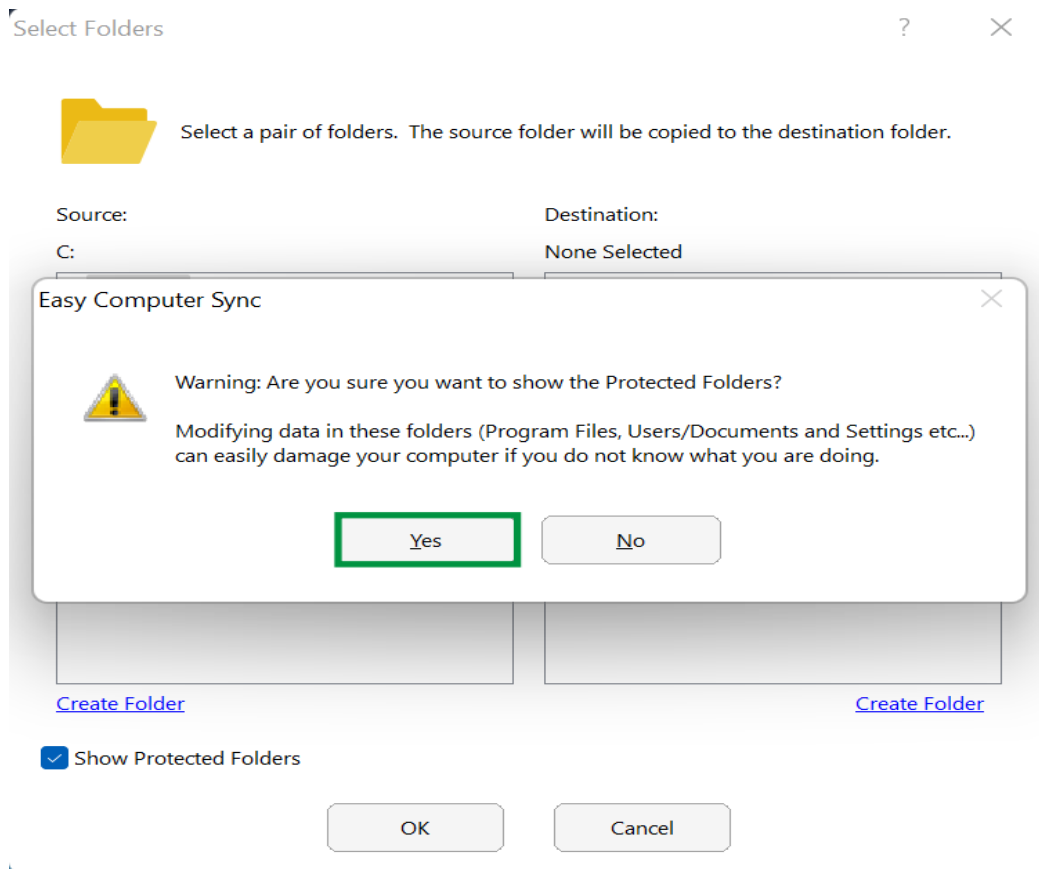 Select Folders
?
Select a pair of folders.  The source folder will be copied to the destination folder.
Source:
Destination:
C:
None Selected
Easy Computer Sync
Warning: Are you sure you want to show the Protected Folders?
Modifying data in these folders (Program Files, Users/Documents and Settings etc...)
can easily damage your computer if you do not know what you are doing.
Yes
No
Create Folder
Create Folder
Show Protected Folders
OK
Cancel